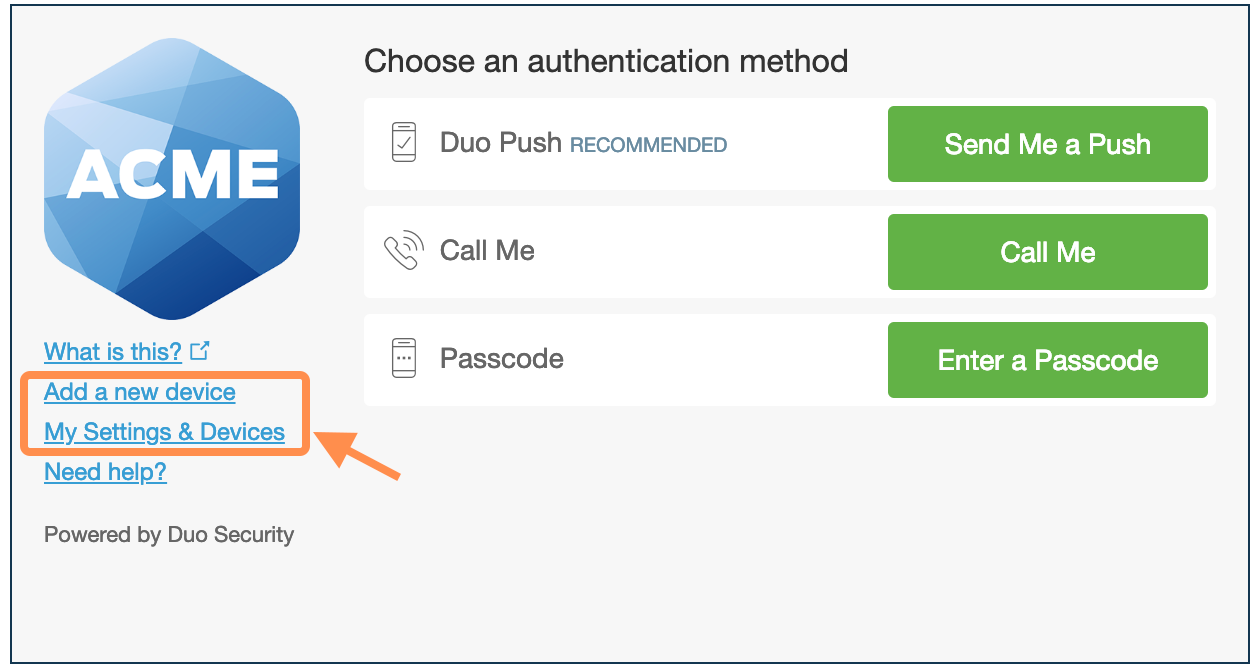 ACME
What is this?
Add a new device
My Settings & Devices
Need help?
Powered by Duo Security
Choose an authentication method
Duo Push RECOMMENDED
Send Me a Push
Call Me
Call Me
Passcode
Enter a Passcode